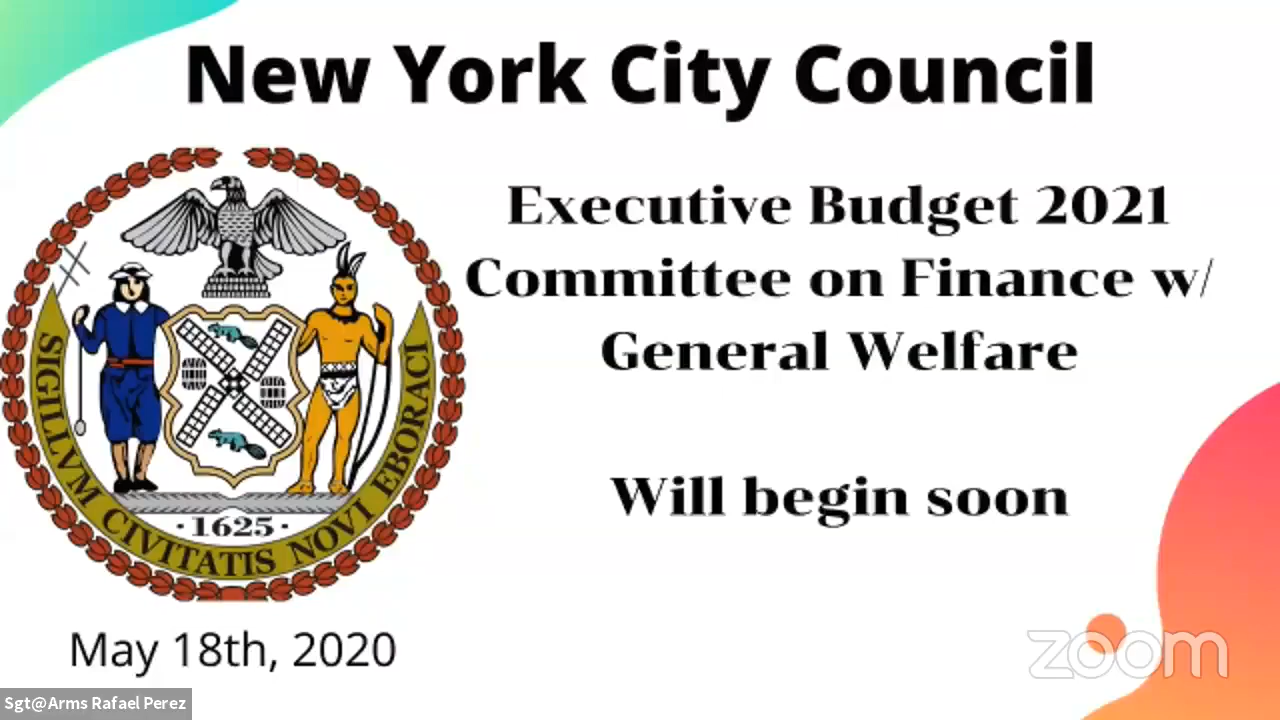 New York City Council
Executive Budget 2021
Committee on Finance w/
General Welfare
Will begin soon
SIGILLVM CIVITATIS NOVI EBORACI
· 1625 ·
May 18th, 2020
zoom
Sgt@Arms Rafael Perez